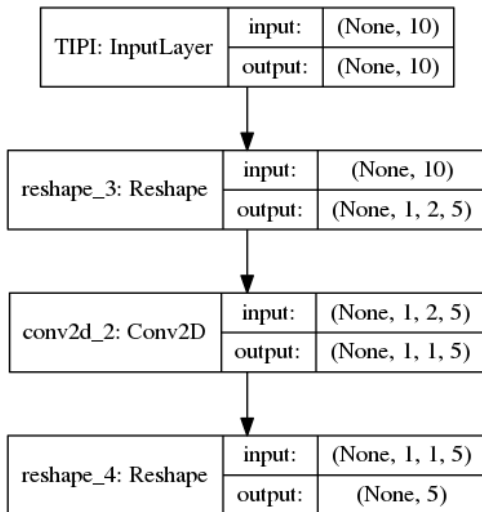 TIPI: InputLayer
input: (None, 10)
output: (None, 10)
reshape_3: Reshape
input: (None, 10)
output: (None, 1, 2, 5)
conv2d_2: Conv2D
input: (None, 1, 2, 5)
output: (None, 1, 1, 5)
reshape_4: Reshape
input: (None, 1, 1, 5)
output: (None, 5)